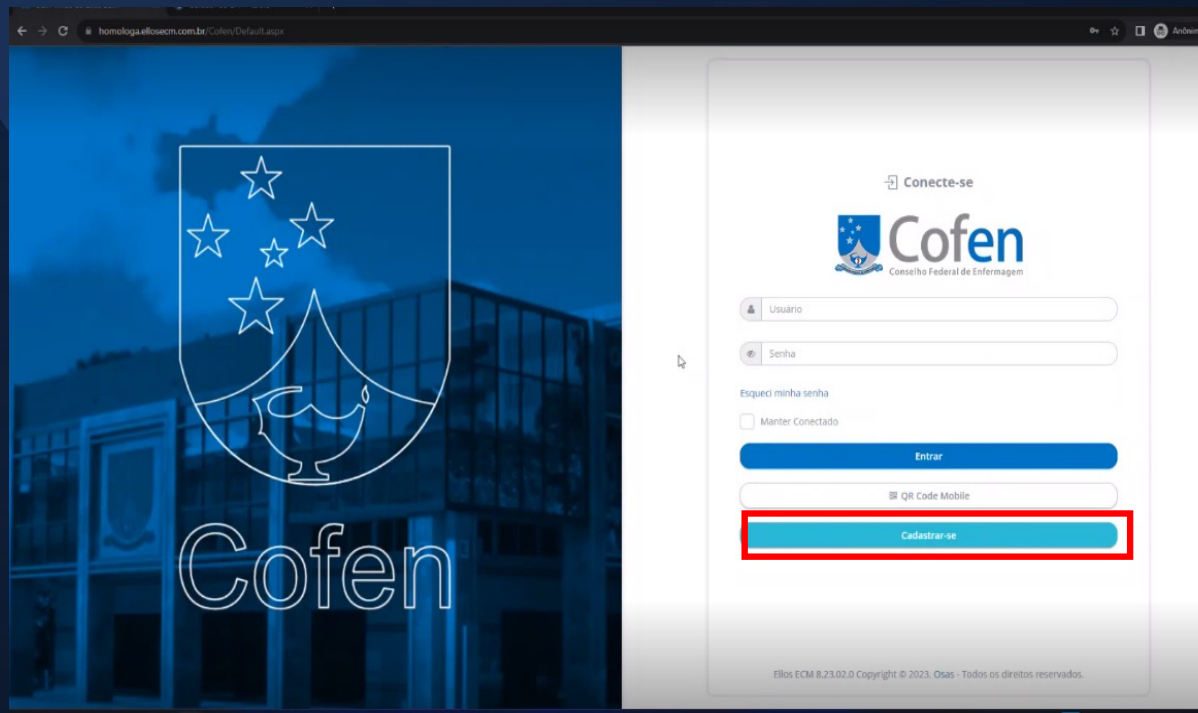 homologa.ellosecm.com.br/Cofen/Default.aspx
Cofen
Conecte-se
Cofen
Conselho Federal de Enfermagem
Usuário
Senha
Esqueci minha senha
Manter Conectado
Entrar
QR Code Mobile
Cadastrar-se
Ellos ECM 8.23.02.0 Copyright © 2023. Osas - Todos os direitos reservados.